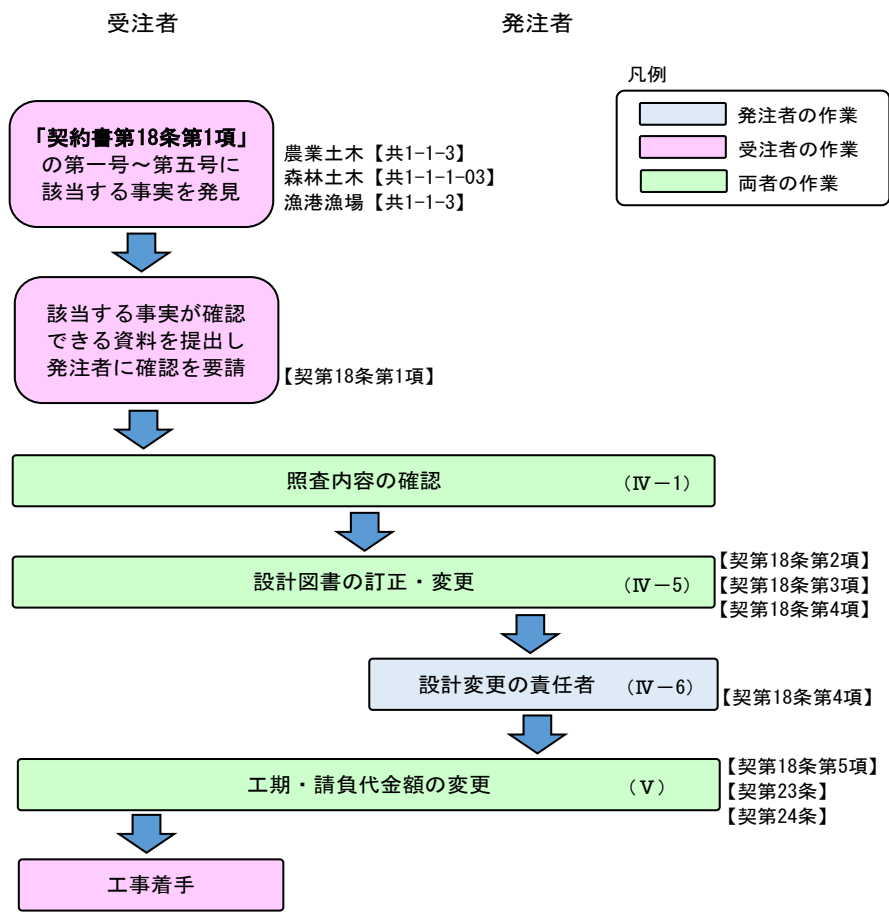 受注者
発注者
凡例
発注者の作業
受注者の作業
両者の作業
「契約書第18条第1項」
の第一号～第五号に
該当する事実を発見
農業土木【共1-1-3】
森林土木【共1-1-1-03】
漁港漁場【共1-1-3】
該当する事実が確認
できる資料を提出し
発注者に確認を要請
【契第18条第1項】
照査内容の確認 （Ⅳ－1）
設計図書の訂正・変更 （Ⅳ－5）
【契第18条第2項】
【契第18条第3項】
【契第18条第4項】
設計変更の責任者 （Ⅳ－6）
【契第18条第4項】
工期・請負代金額の変更 （Ⅴ）
【契第18条第5項】
【契第23条】
【契第24条】
工事着手